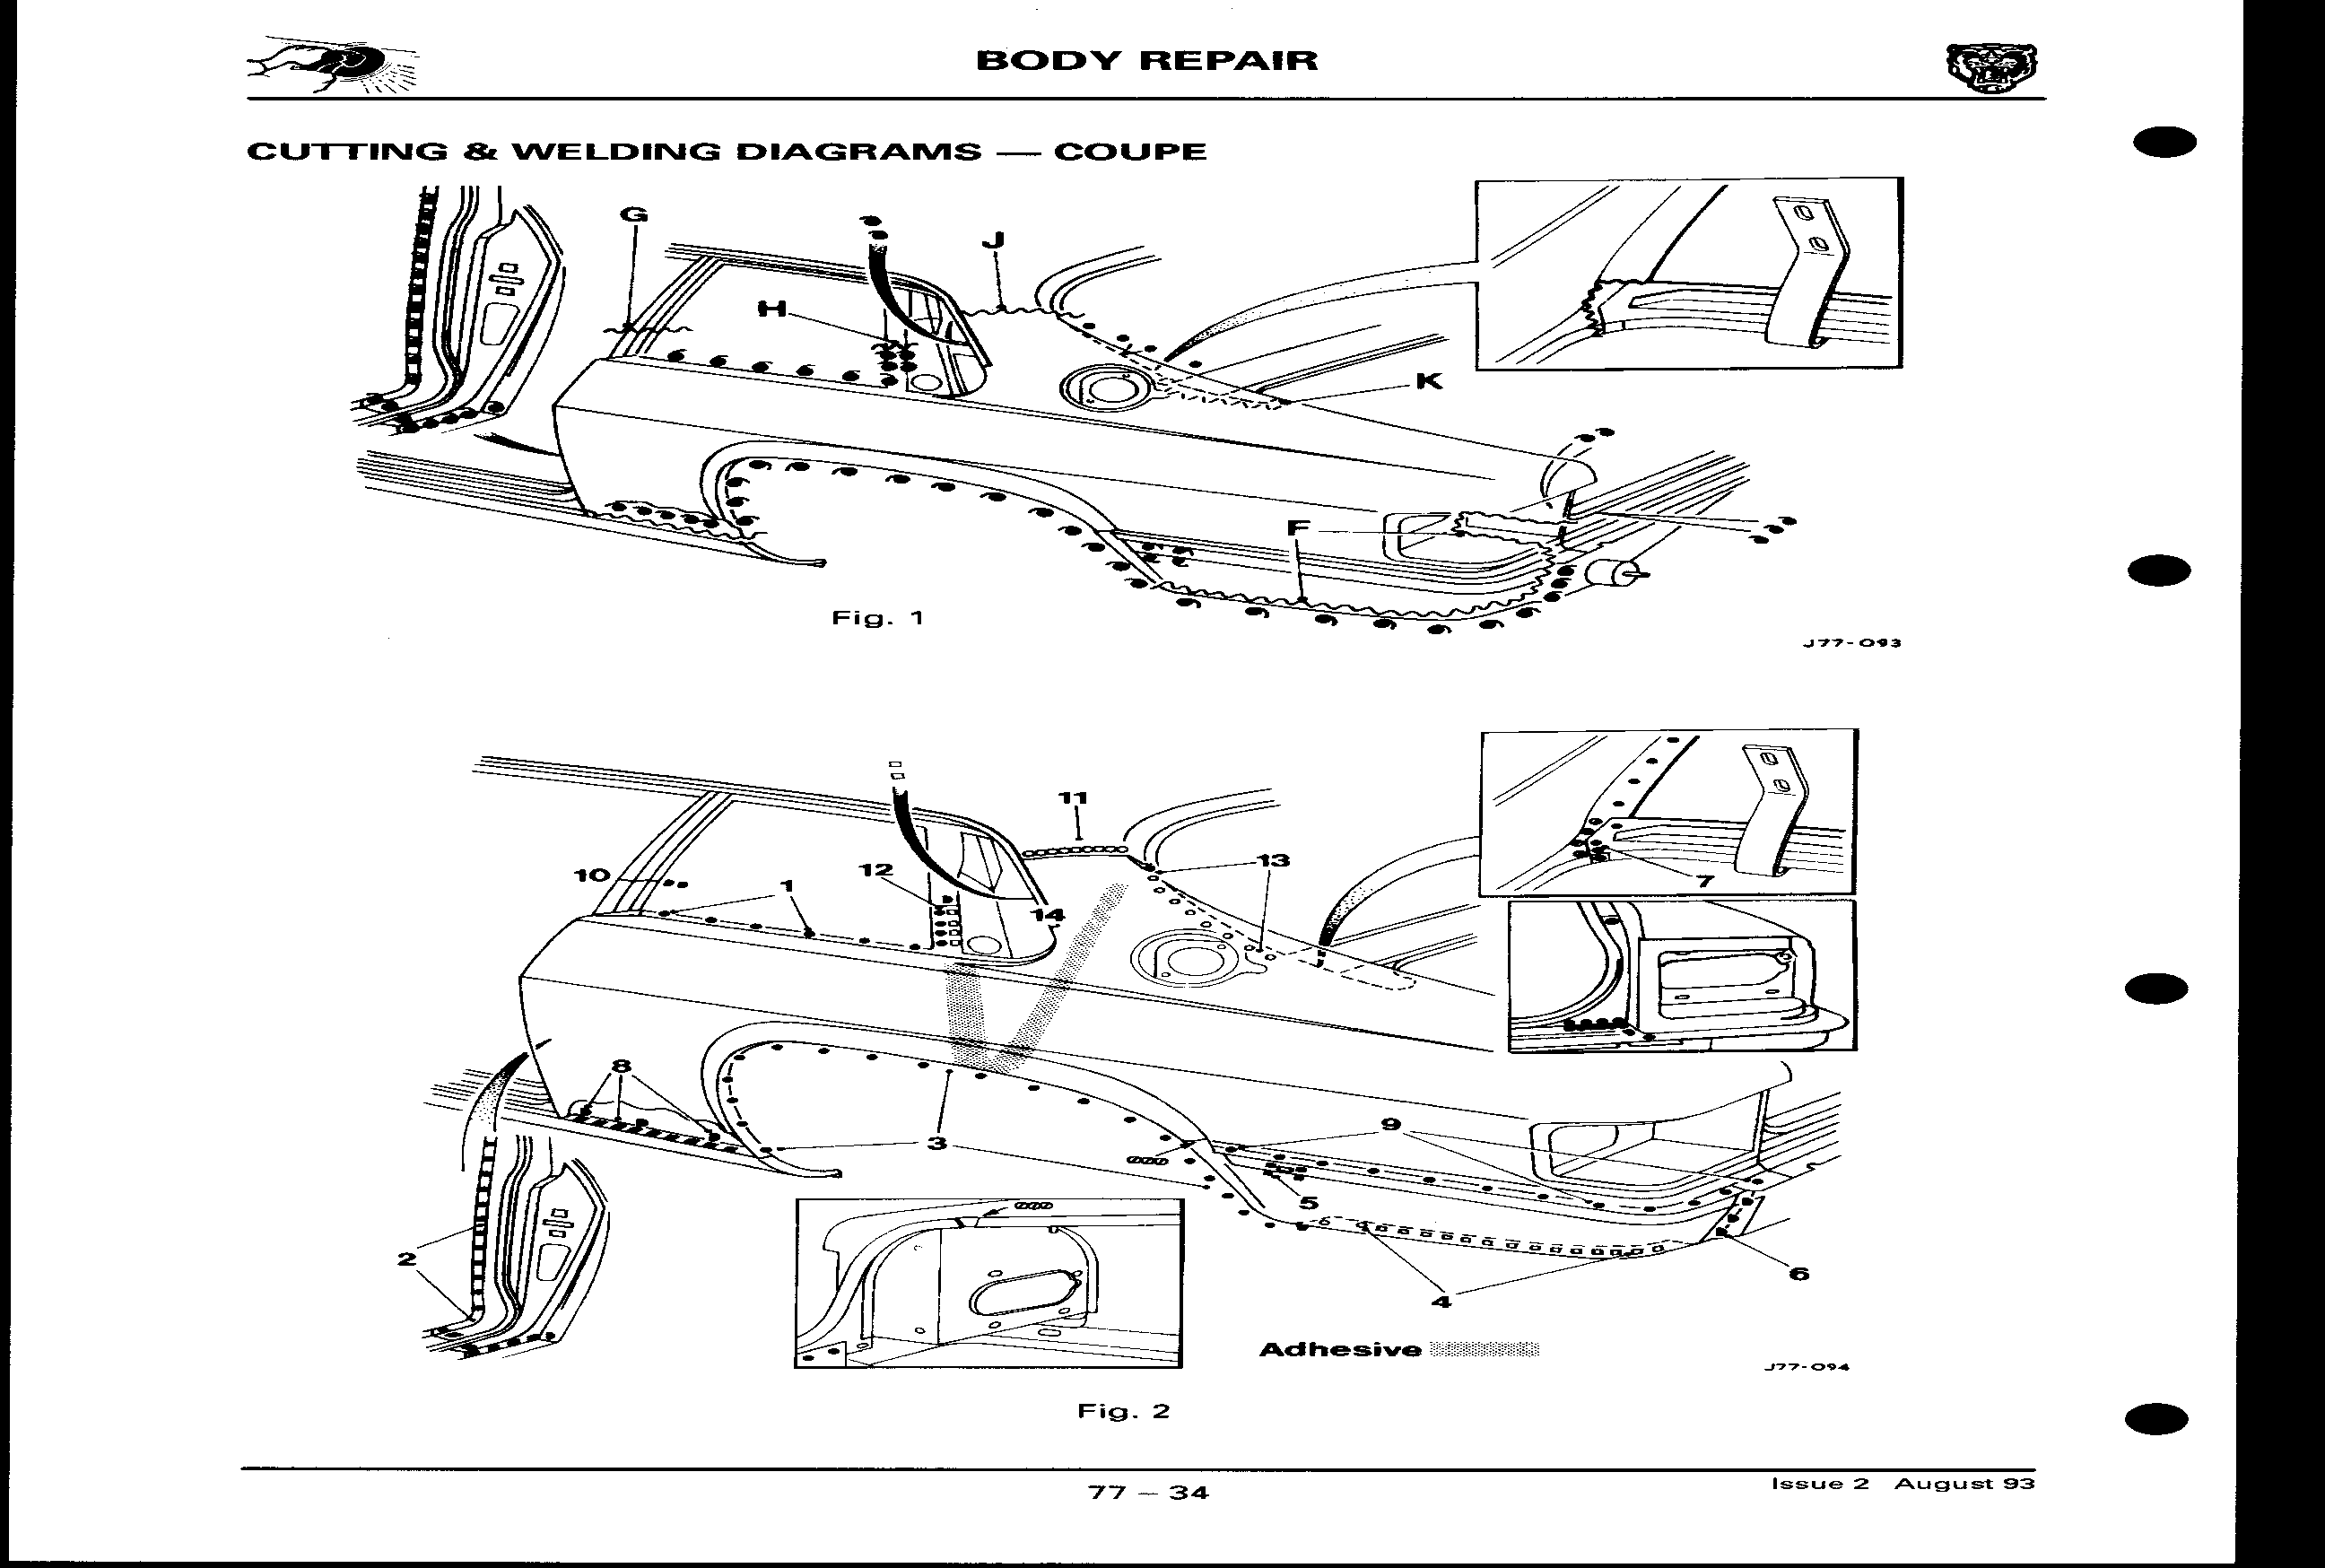 BODY REPAIR
CUTTING & WELDING DIAGRAMS — COUPE
G
J
H
K
F
Fig. 1
J77-093
11
13
10
1
12
14
7
8
3
9
5
2
4
6
Adhesive
J77-094
Fig. 2
77 – 34
Issue 2 August 93